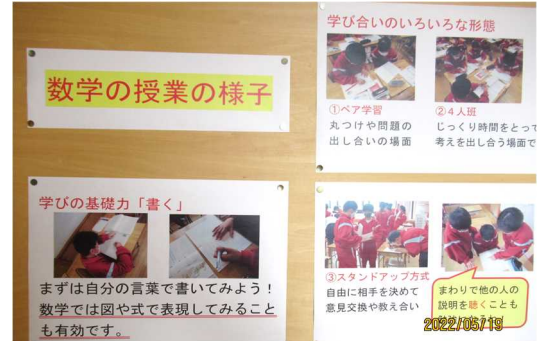 数学の授業の様子
学びの基礎力「書く」
まずは自分の言葉で書いてみよう！
数学では図や式で表現してみること
も有効です。
学び合いのいろいろな形態
①ペア学習
丸つけや問題の
出し合いの場面
②４人班
じっくり時間をとって
考えを出し合う場面で
③スタンドアップ方式
自由に相手を決めて
意見交換や教え合い
まわりで他の人の
説明を聴くことも
2022/05/19